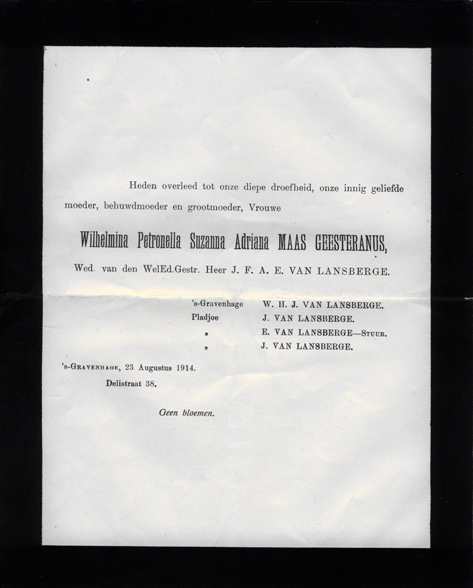 Heden overleed tot onze diepe droefheid, onze innig geliefde
moeder, behuwdmoeder en grootmoeder, Vrouwe
Wilhelmina Petronella Suzanna Adriana MAAS GEESTERANUS,
Wed. van den WelEd.Gestr. Heer J. F. A. E. VAN LANSBERGE.
's-Gravenhage W. H. J. VAN LANSBERGE.
Pladjoe J. VAN LANSBERGE.
„ E. VAN LANSBERGE—STUUR.
„ J. VAN LANSBERGE.
's-GRAVENHAGE, 23 Augustus 1914.
Delistraat 38.
Geen bloemen.